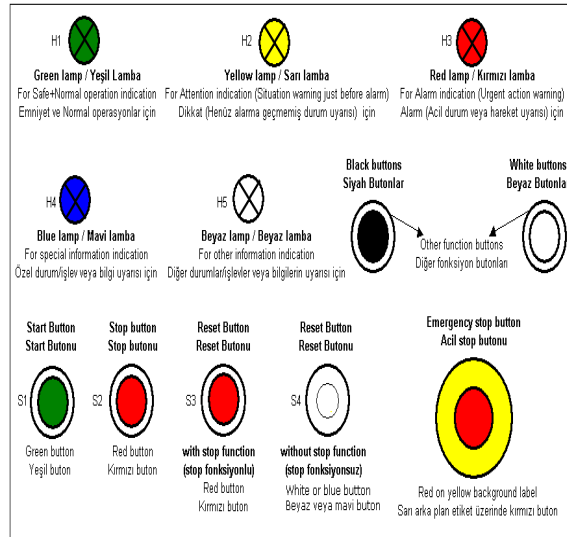 H1
Green lamp / Yeşil Lamba
For Safe+Normal operation indication
Emniyet ve Normal operasyonlar için
H2
Yellow lamp / Sarı lamba
For Attention indication (Situation warning just before alarm)
Dikkat (Henüz alarma geçmemiş durum uyarısı) için
H3
Red lamp / Kırmızı lamba
For Alarm indication (Urgent action warning)
Alarm (Acil durum veya hareket uyarısı) için
H4
Blue lamp / Mavi lamba
For special information indication
Özel durum/işlev veya bilgi uyarısı için
H5
Beyaz lamp / Beyaz lamba
For other information indication
Diğer durumlar/işlevler veya bilgilerin uyarısı için
Black buttons
Siyah Butonlar
White buttons
Beyaz Butonla
Other function buttons
Diğer fonksiyon butonları
Start Button
Start Butonu
S1
Green button
Yeşil buton
Stop button
Stop butonu
S2
Red button
Kırmızı buton
Reset Button
Reset Butonu
S3
with stop function
(stop fonksiyonlu)
Red button
Kırmızı buton
Reset Button
Reset Butonu
S4
without stop function
(stop fonksiyonsuz)
White or blue button
Beyaz veya mavi buton
Emergency stop button
Acil stop butonu
Red on yellow background label
Sarı arka plan etiket üzerinde kırmızı buton